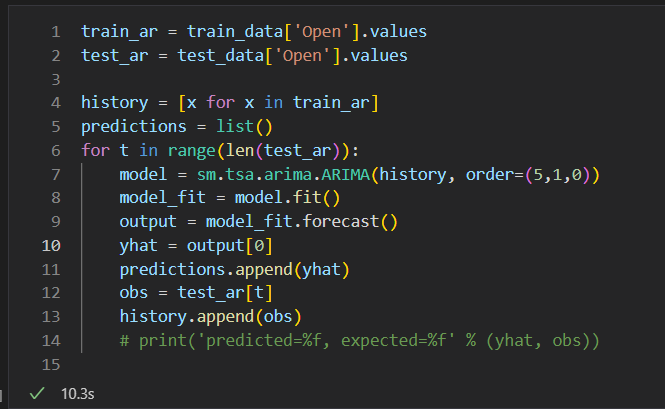 1 train_ar = train_data['Open'].values
2 test_ar = test_data['Open'].values
3
4 history = [x for x in train_ar]
5 predictions = list()
6 for t in range(len(test_ar)):
7     model = sm.tsa.arima.ARIMA(history, order=(5,1,0))
8     model_fit = model.fit()
9     output = model_fit.forecast()
10     yhat = output[0]
11     predictions.append(yhat)
12     obs = test_ar[t]
13     history.append(obs)
14     # print('predicted=%f, expected=%f' % (yhat, obs))
15
✓ 10.3s